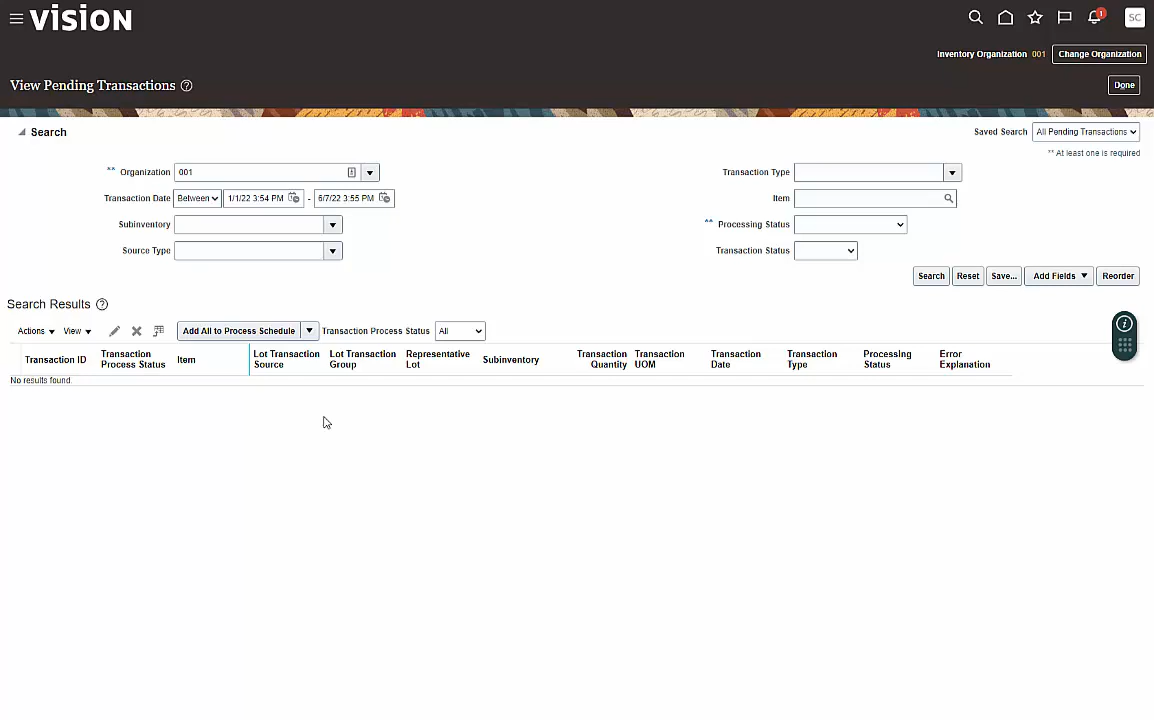 vision
1
SC
Inventory Organization 001 Change Organization
View Pending Transactions ? Done
Search
Saved Search All Pending Transactions
** At least one is required
** Organization 001
Transaction Type
Transaction Date Between 1/1/22 3:54 PM - 6/7/22 3:55 PM
Item
Subinventory
** Processing Status
Source Type
Transaction Status
Search Reset Save... Add Fields Reorder
Search Results ?
Actions View Add All to Process Schedule Transaction Process Status All
Transaction ID Transaction Process Status Item Lot Transaction Source Lot Transaction Group Representative Lot Subinventory Transaction Quantity Transaction UOM Transaction Date Transaction Type Processing Status Error Explanation
No results found.